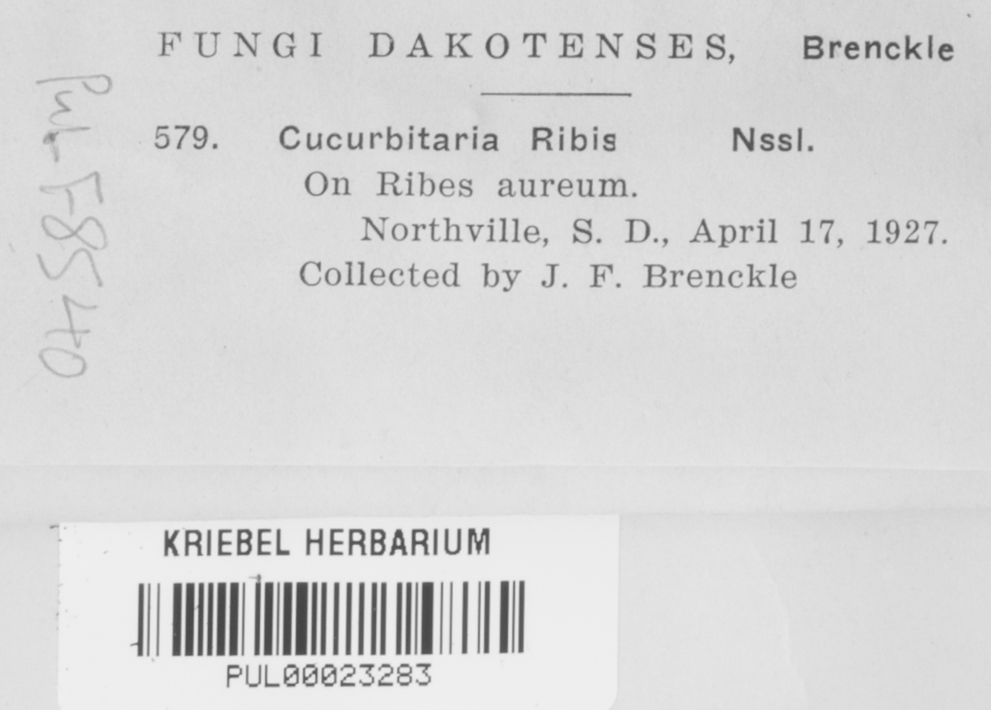 FUNGI DAKOTENSES, Brenckle
579. Cucurbitaria Ribis Nssl.
On Ribes aureum.
Northville, S. D., April 17, 1927.
Collected by J. F. Brenckle
PUL F8540
KRIEBEL HERBARIUM
PUL00023283